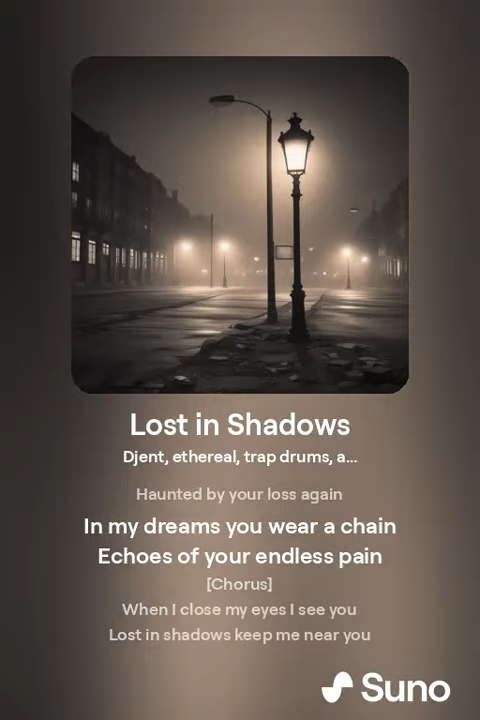 Lost in Shadows
Djent, ethereal, trap drums, a...
Haunted by your loss again
In my dreams you wear a chain
Echoes of your endless pain
[Chorus]
When I close my eyes I see you
Lost in shadows keep me near you
Suno